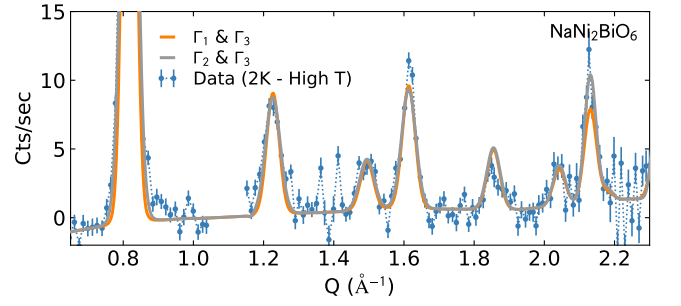 15
10
5
0
Cts/sec
Γ₁ & Γ₃
Γ₂ & Γ₃
Data (2K - High T)
NaNi₂BiO₆
0.8 1.0 1.2 1.4 1.6 1.8 2.0 2.2
Q (Å⁻¹)